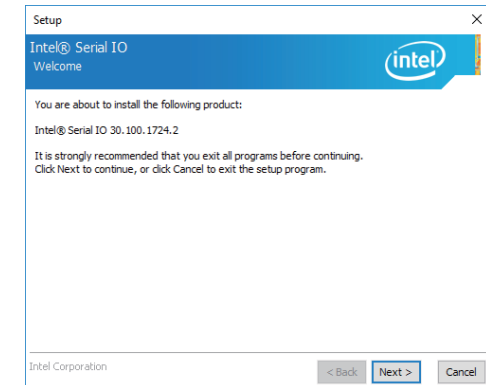 Setup
Intel® Serial IO
Welcome
intel®
You are about to install the following product:
Intel® Serial IO 30.100.1724.2
It is strongly recommended that you exit all programs before continuing.
Click Next to continue, or click Cancel to exit the setup program.
Intel Corporation
< Back
Next >
Cancel